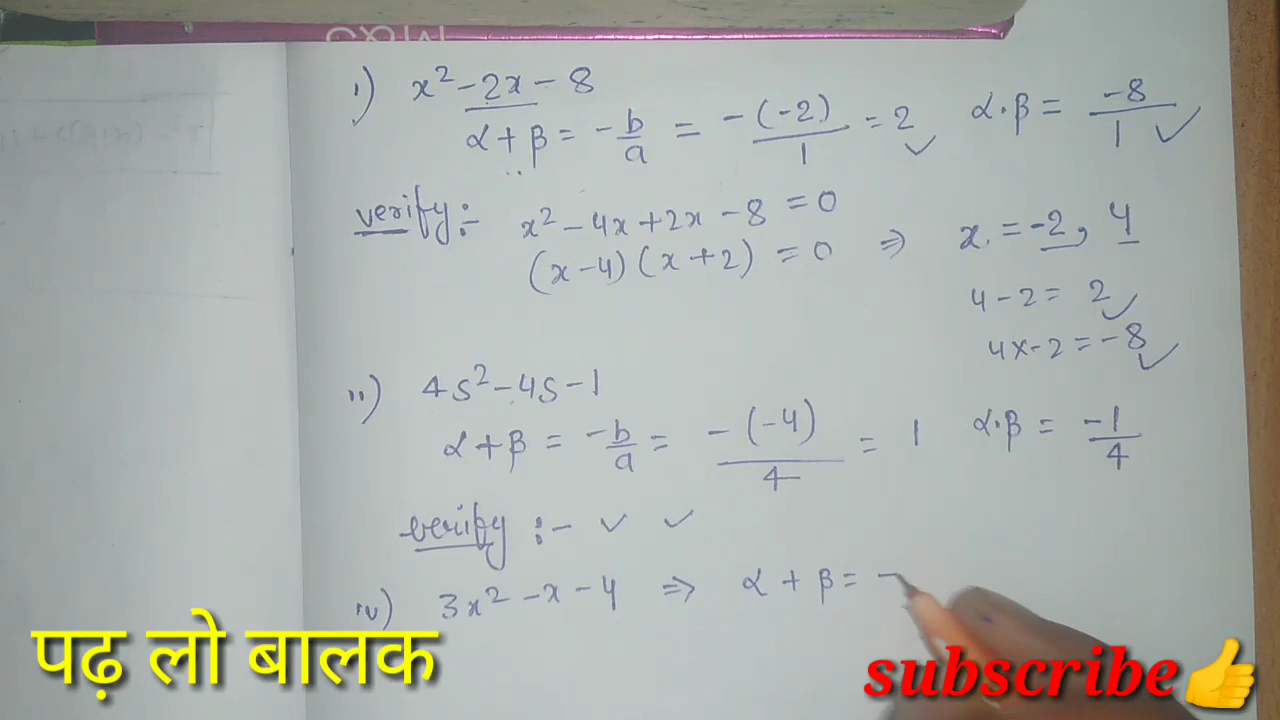 i) x² - 2x - 8
α + β = -b/a = -(-2)/1 = 2 ✓ α·β = -8/1 ✓
verify :- x² - 4x + 2x - 8 = 0
(x - 4) (x + 2) = 0 ⇒ x = -2, 4
4 - 2 = 2 ✓
4x - 2 = -8 ✓
ii) 4s² - 4s - 1
α + β = -b/a = -(-4)/4 = 1 α·β = -1/4
verify :- ✓ ✓
iv) 3x² - x - 4 ⇒ α + β = -
पढ़ लो बालक
subscribe👍